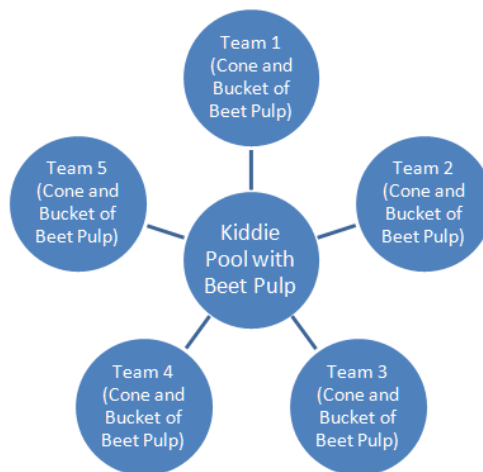 Team 1
(Cone and
Bucket of
Beet Pulp)
Team 2
(Cone and
Bucket of
Beet Pulp)
Team 3
(Cone and
Bucket of
Beet Pulp)
Team 4
(Cone and
Bucket of
Beet Pulp)
Team 5
(Cone and
Bucket of
Beet Pulp)
Kiddie
Pool with
Beet Pulp